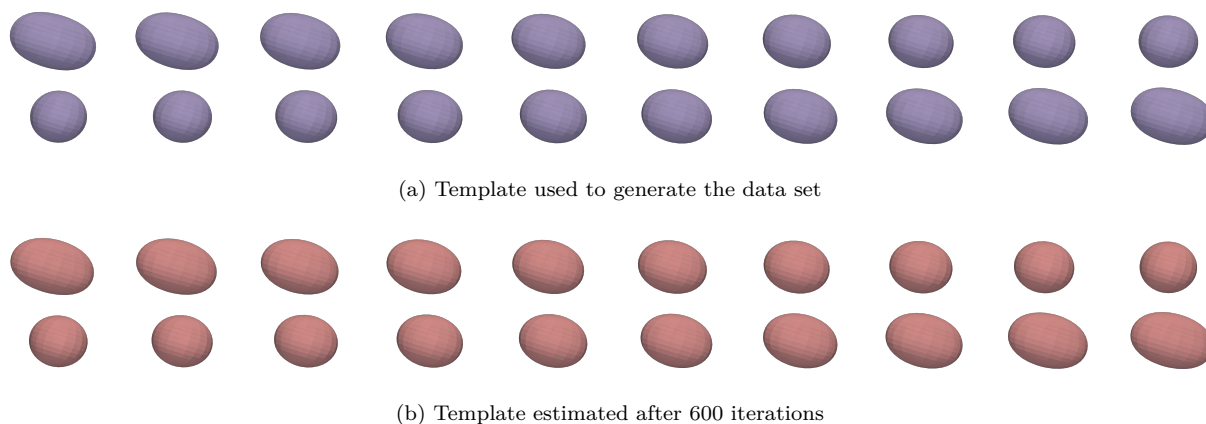 (a) Template used to generate the data set
(b) Template estimated after 600 iterations